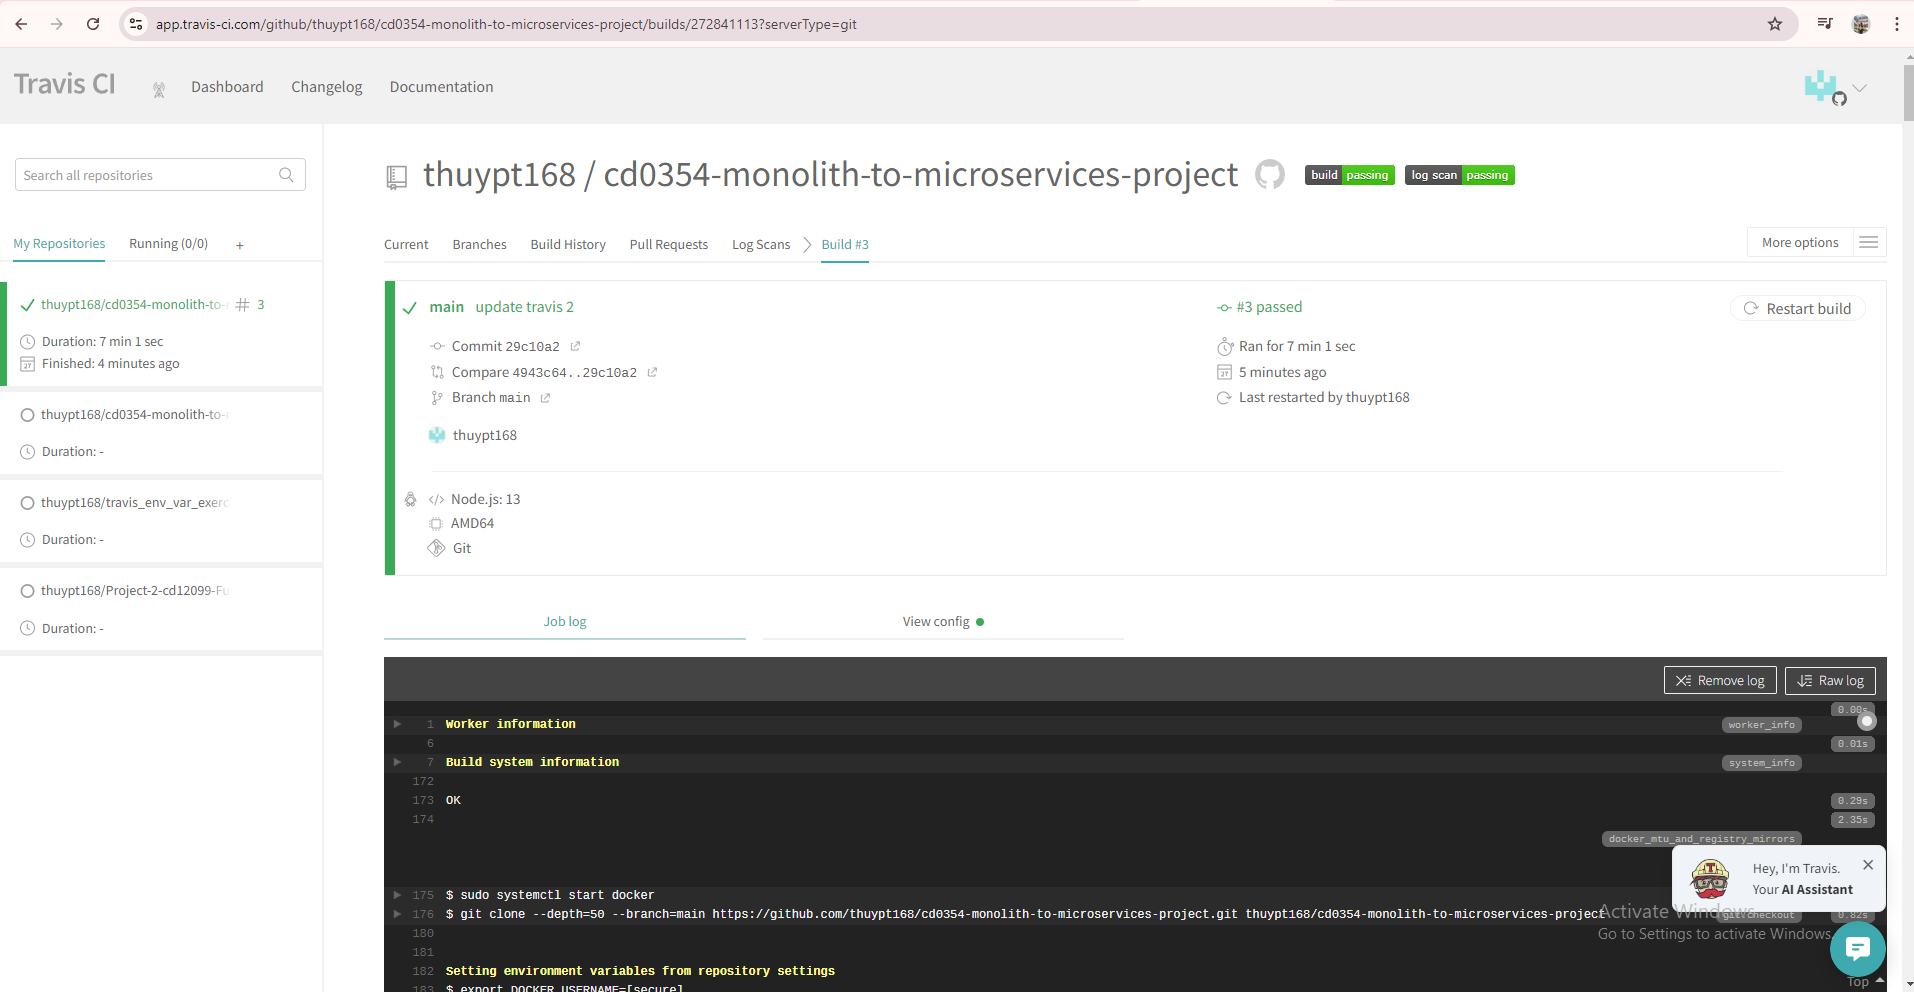 app.travis-ci.com/github/thuypt168/cd0354-monolith-to-microservices-project/builds/272841113?serverType=git
Travis CI
Dashboard
Changelog
Documentation
Search all repositories
My Repositories
Running (0/0)
+
thuypt168/cd0354-monolith-to-
# 3
Duration: 7 min 1 sec
Finished: 4 minutes ago
thuypt168/cd0354-monolith-to-
Duration: -
thuypt168/travis_env_var_exerc
Duration: -
thuypt168/Project-2-cd12099-Fu
Duration: -
thuypt168 / cd0354-monolith-to-microservices-project
build passing
log scan passing
Current
Branches
Build History
Pull Requests
Log Scans
Build #3
More options
main update travis 2
Commit 29c10a2
Compare 4943c64..29c10a2
Branch main
thuypt168
#3 passed
Ran for 7 min 1 sec
5 minutes ago
Last restarted by thuypt168
Restart build
Node.js: 13
AMD64
Git
Job log
View config
Remove log
Raw log
0.00s
1 Worker information worker_info
6 0.01s
7 Build system information system_info
172
173 OK 0.29s
174 2.35s
docker_mtu_and_registry_mirrors
175 $ sudo systemctl start docker
176 $ git clone --depth=50 --branch=main https://github.com/thuypt168/cd0354-monolith-to-microservices-project.git thuypt168/cd0354-monolith-to-microservices-project git.checkout 0.82s
180
181
182 Setting environment variables from repository settings
183 $ export DOCKER_USERNAME=[secure]
Hey, I'm Travis.
Your AI Assistant
Activate Windows
Go to Settings to activate Windows.
Top